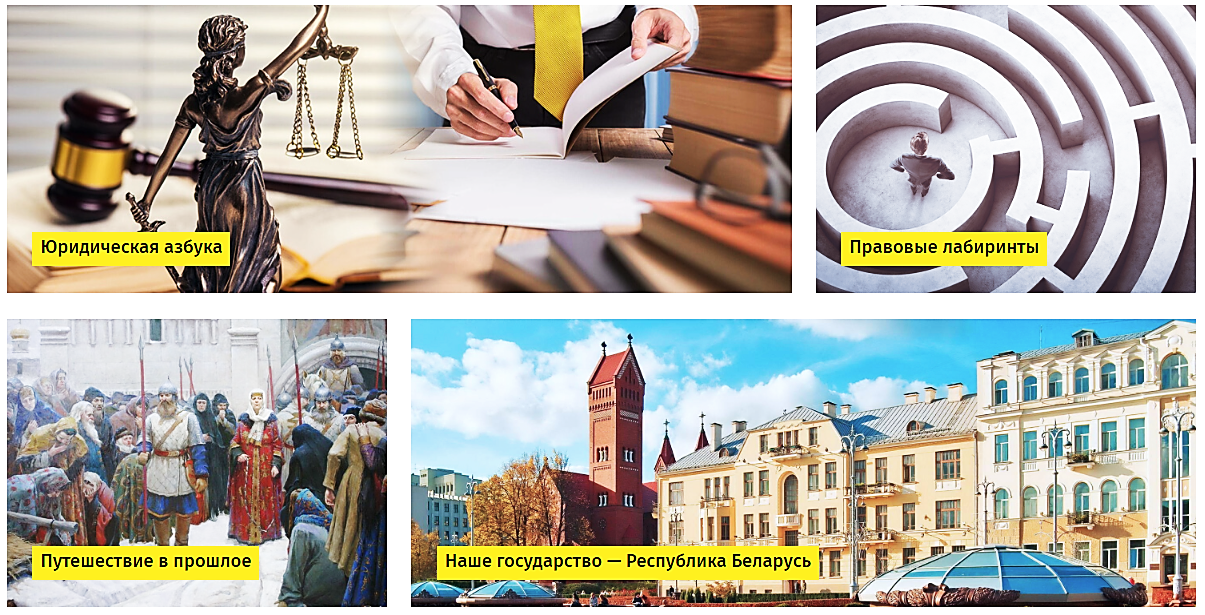 Юридическая азбука
Правовые лабиринты
Путешествие в прошлое
Наше государство — Республика Беларусь